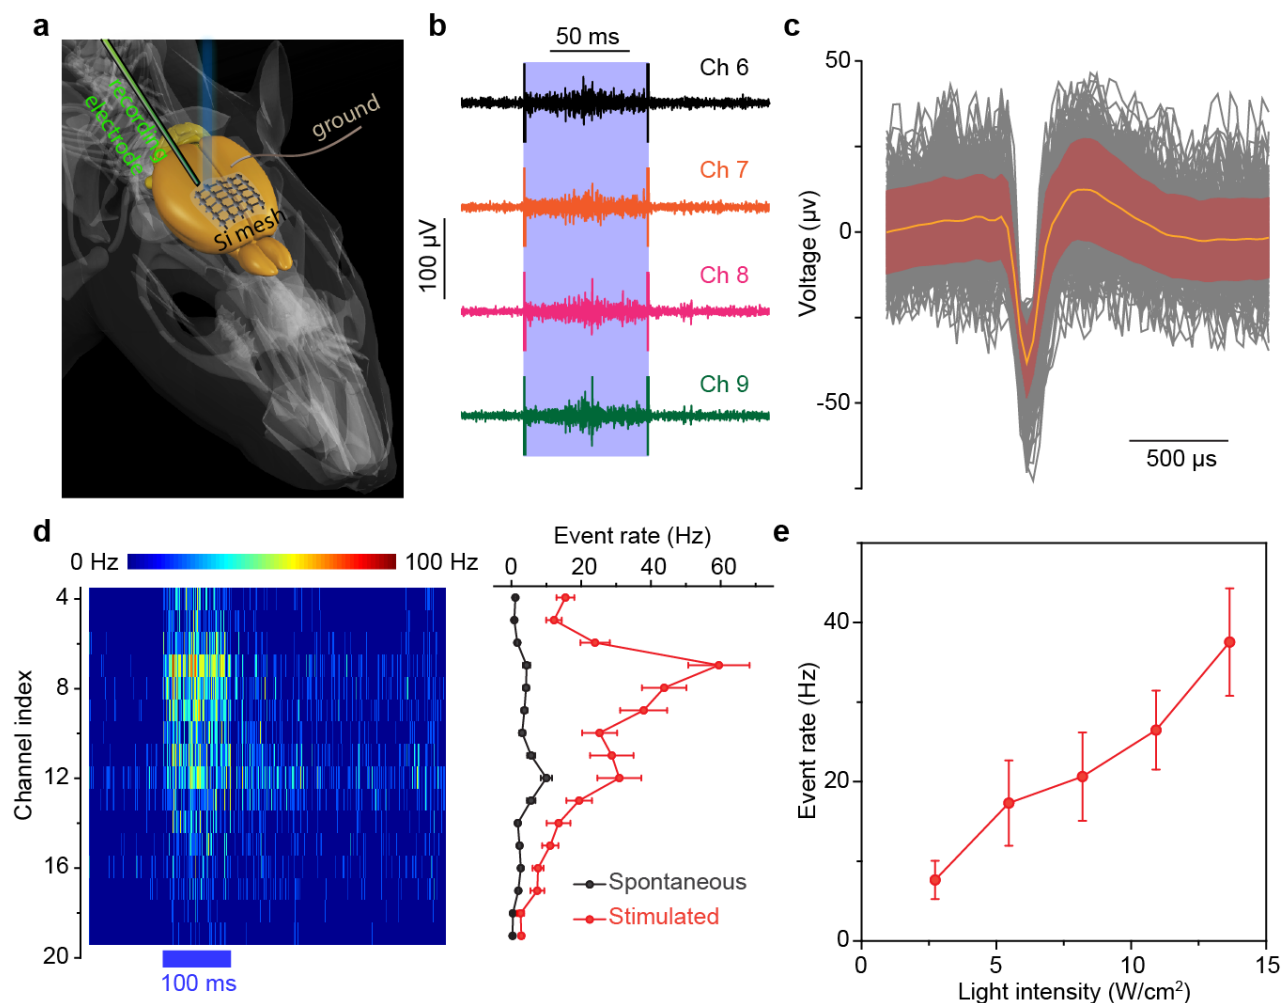 a
recording
electrode
ground
Si mesh
b
50 ms
Ch 6
Ch 7
Ch 8
Ch 9
100 µV
c
50
0
-50
Voltage (µv)
500 µs
d
0 Hz
100 Hz
4
8
12
16
20
Channel index
100 ms
Event rate (Hz)
0 20 40 60
Spontaneous
Stimulated
e
40
20
0
Event rate (Hz)
0 5 10 15
Light intensity (W/cm²)